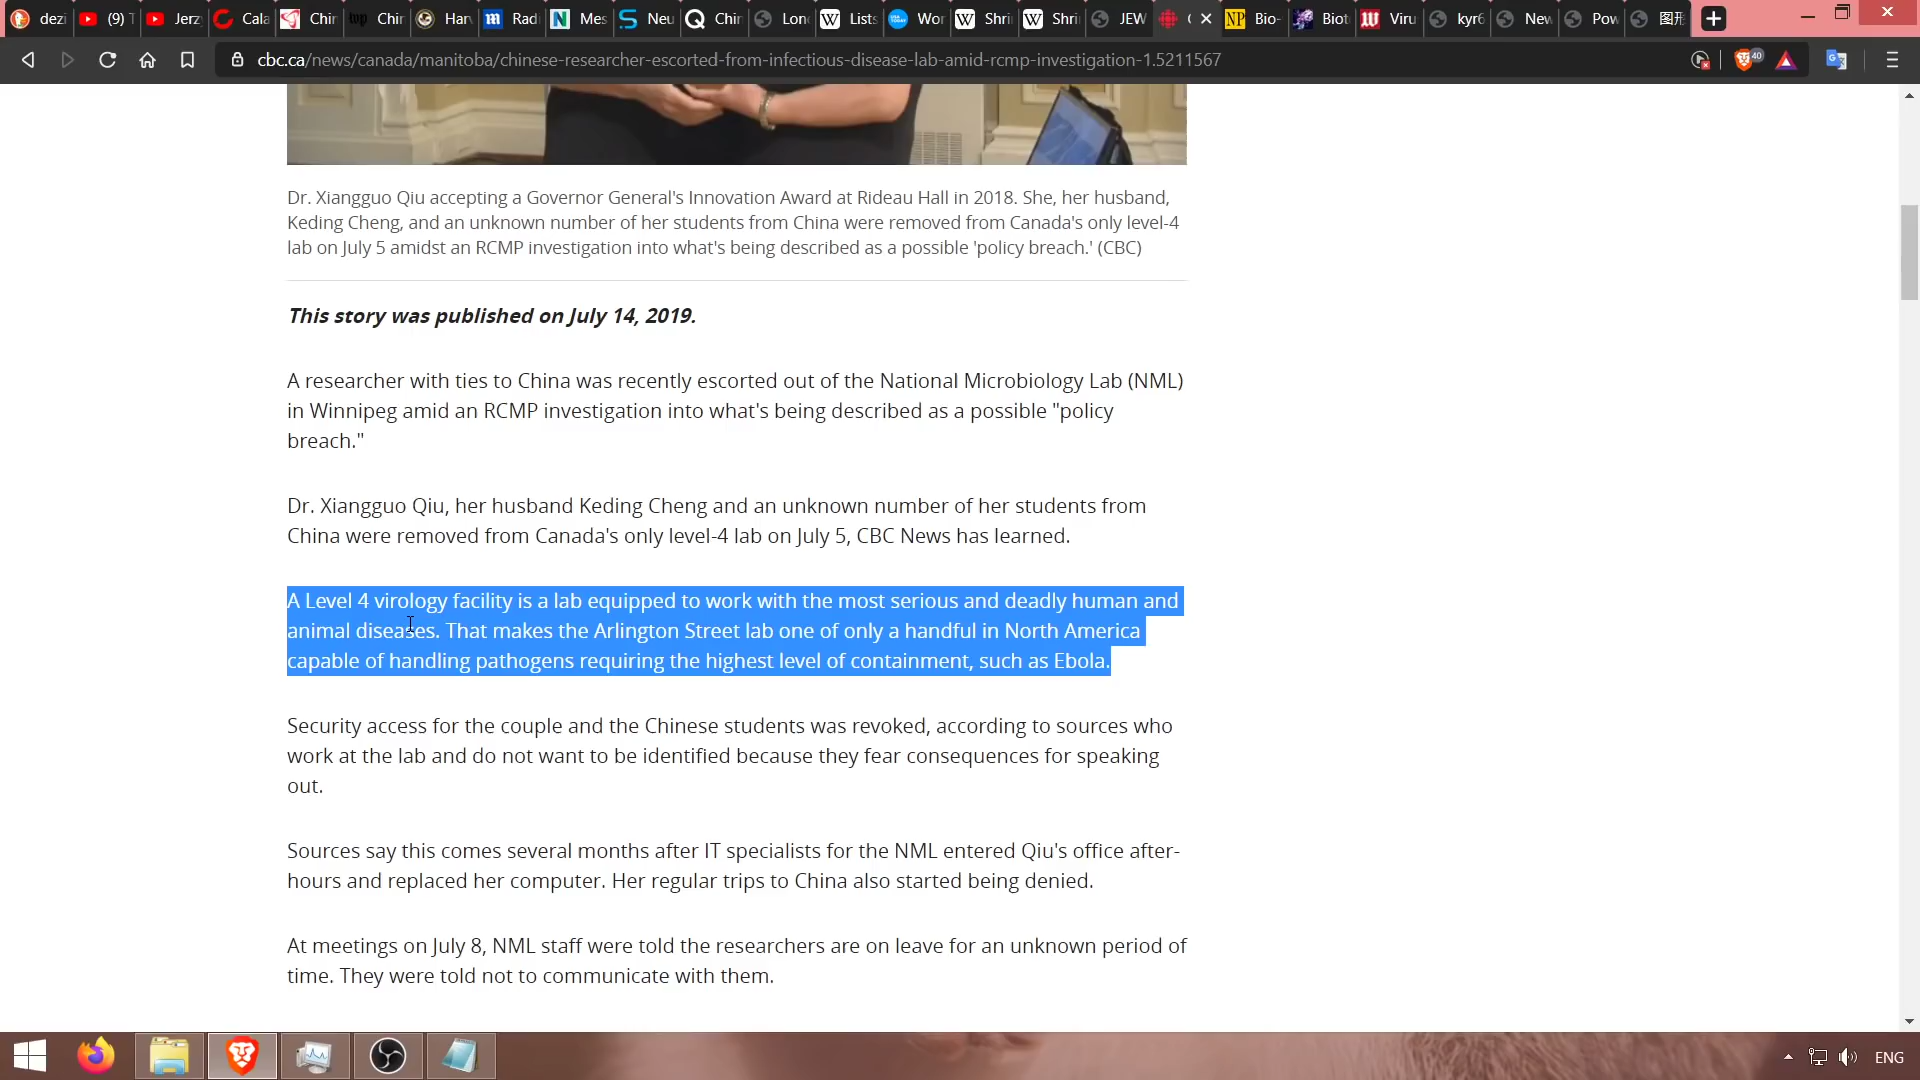 dezi
(9) T
Jerzy
Cala
Chir
Chir
Har
Radi
Mes
Neu
Chir
Lon
Lists
Wor
Shri
Shri
JEW
Bio-
Biot
Viru
kyr6
New
Pow
图形
cbc.ca/news/canada/manitoba/chinese-researcher-escorted-from-infectious-disease-lab-amid-rcmp-investigation-1.5211567
40
Dr. Xiangguo Qiu accepting a Governor General's Innovation Award at Rideau Hall in 2018. She, her husband,
Keding Cheng, and an unknown number of her students from China were removed from Canada's only level-4
lab on July 5 amidst an RCMP investigation into what's being described as a possible 'policy breach.' (CBC)
This story was published on July 14, 2019.
A researcher with ties to China was recently escorted out of the National Microbiology Lab (NML)
in Winnipeg amid an RCMP investigation into what's being described as a possible "policy
breach."
Dr. Xiangguo Qiu, her husband Keding Cheng and an unknown number of her students from
China were removed from Canada's only level-4 lab on July 5, CBC News has learned.
A Level 4 virology facility is a lab equipped to work with the most serious and deadly human and
animal diseases. That makes the Arlington Street lab one of only a handful in North America
capable of handling pathogens requiring the highest level of containment, such as Ebola.
Security access for the couple and the Chinese students was revoked, according to sources who
work at the lab and do not want to be identified because they fear consequences for speaking
out.
Sources say this comes several months after IT specialists for the NML entered Qiu's office after-
hours and replaced her computer. Her regular trips to China also started being denied.
At meetings on July 8, NML staff were told the researchers are on leave for an unknown period of
time. They were told not to communicate with them.
ENG